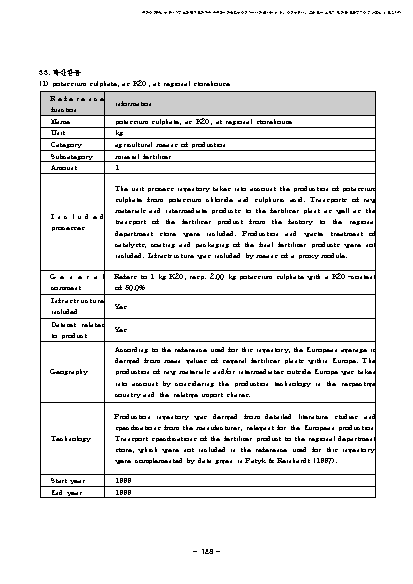 (1) potassium sulphate, as K2O, at regional storehouse
Reference
function
information
Name
potassium sulphate, as K2O, at regional storehouse
Unit
kg
Category
agricultural means of production
Subcategory
mineral fertiliser
Amount
1
Included
processes
The unit process inventory takes into account the production of potassium
sulphate from potassium chloride and sulphuric acid. Transports of raw
materials and intermediate products to the fertiliser plant as well as the
transport of the fertiliser product from the factory to the regional
department store were included. Production and waste treatment of
catalysts, coating and packaging of the final fertiliser products were not
included. Infrastructure was included by means of a proxy module.
General
comment
Refers to 1 kg K2O, resp. 2.00 kg potassium sulphate with a K2O-content
of 50.0%
Infrastructure
included
Yes
Dataset relates
to product
Yes
Geography
According to the reference used for this inventory, the European average is
derived from mean values of several fertiliser plants within Europe. The
production of raw materials and/or intermediates outside Europe was taken
into account by considering the production technology in the respective
country and the relative import shares.
Technology
Production inventory was derived from detailed literature studies and
specifications from the manufacturer, relevant for the European production.
Transport specifications of the fertiliser product to the regional department
store, which were not included in the reference used for this inventory
were complemented by data given in Patyk & Reinhardt (1997).
Start year
1999
End year
1999
- 188 -